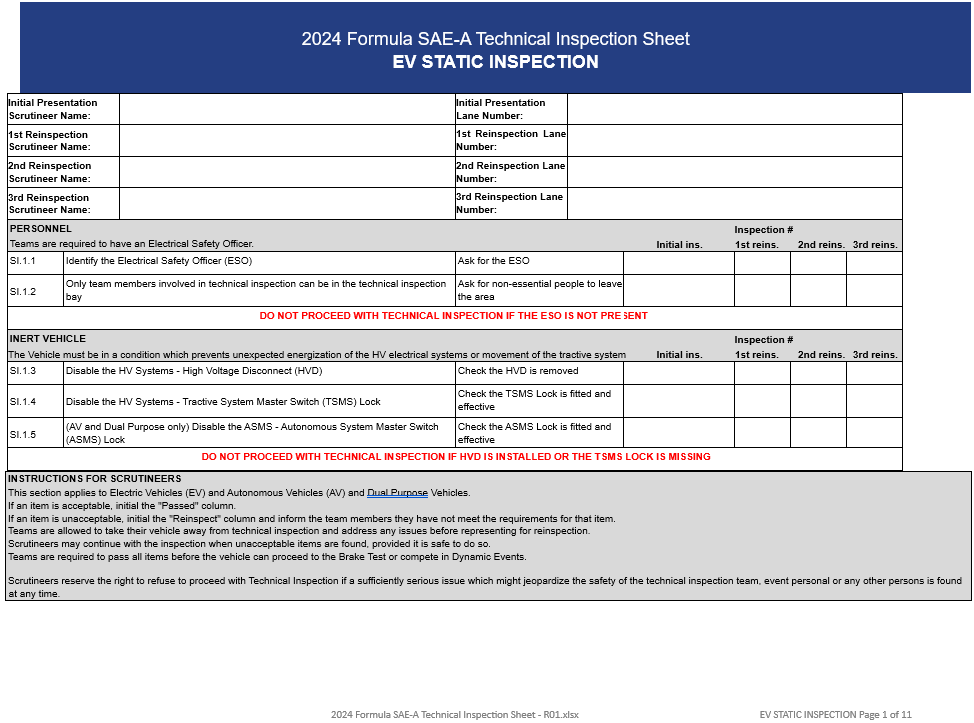 2024 Formula SAE-A Technical Inspection Sheet
EV STATIC INSPECTION
Initial Presentation Scrutineer Name:
Initial Presentation Lane Number:
1st Reinspection Scrutineer Name:
1st Reinspection Lane Number:
2nd Reinspection Scrutineer Name:
2nd Reinspection Lane Number:
3rd Reinspection Scrutineer Name:
3rd Reinspection Lane Number:
PERSONNEL
Inspection #
Teams are required to have an Electrical Safety Officer.
Initial ins. 1st reins. 2nd reins. 3rd reins.
SI.1.1 Identify the Electrical Safety Officer (ESO) Ask for the ESO
SI.1.2 Only team members involved in technical inspection can be in the technical inspection bay
Ask for non-essential people to leave the area
DO NOT PROCEED WITH TECHNICAL INSPECTION IF THE ESO IS NOT PRESENT
INERT VEHICLE
Inspection #
The Vehicle must be in a condition which prevents unexpected energization of the HV electrical systems or movement of the tractive system
Initial ins. 1st reins. 2nd reins. 3rd reins.
SI.1.3 Disable the HV Systems - High Voltage Disconnect (HVD) Check the HVD is removed
SI.1.4 Disable the HV Systems - Tractive System Master Switch (TSMS) Lock
Check the TSMS Lock is fitted and effective
SI.1.5 (AV and Dual Purpose only) Disable the ASMS - Autonomous System Master Switch (ASMS) Lock
Check the ASMS Lock is fitted and effective
DO NOT PROCEED WITH TECHNICAL INSPECTION IF HVD IS INSTALLED OR THE TSMS LOCK IS MISSING
INSTRUCTIONS FOR SCRUTINEERS
This section applies to Electric Vehicles (EV) and Autonomous Vehicles (AV) and Dual Purpose Vehicles.
If an item is acceptable, initial the "Passed" column.
If an item is unacceptable, initial the "Reinspect" column and inform the team members they have not meet the requirements for that item.
Teams are allowed to take their vehicle away from technical inspection and address any issues before representing for reinspection.
Scrutineers may continue with the inspection when unacceptable items are found, provided it is safe to do so.
Teams are required to pass all items before the vehicle can proceed to the Brake Test or compete in Dynamic Events.
Scrutineers reserve the right to refuse to proceed with Technical Inspection if a sufficiently serious issue which might jeopardize the safety of the technical inspection team, event personal or any other persons is found
at any time.
2024 Formula SAE-A Technical Inspection Sheet - R01.xlsx
EV STATIC INSPECTION Page 1 of 11